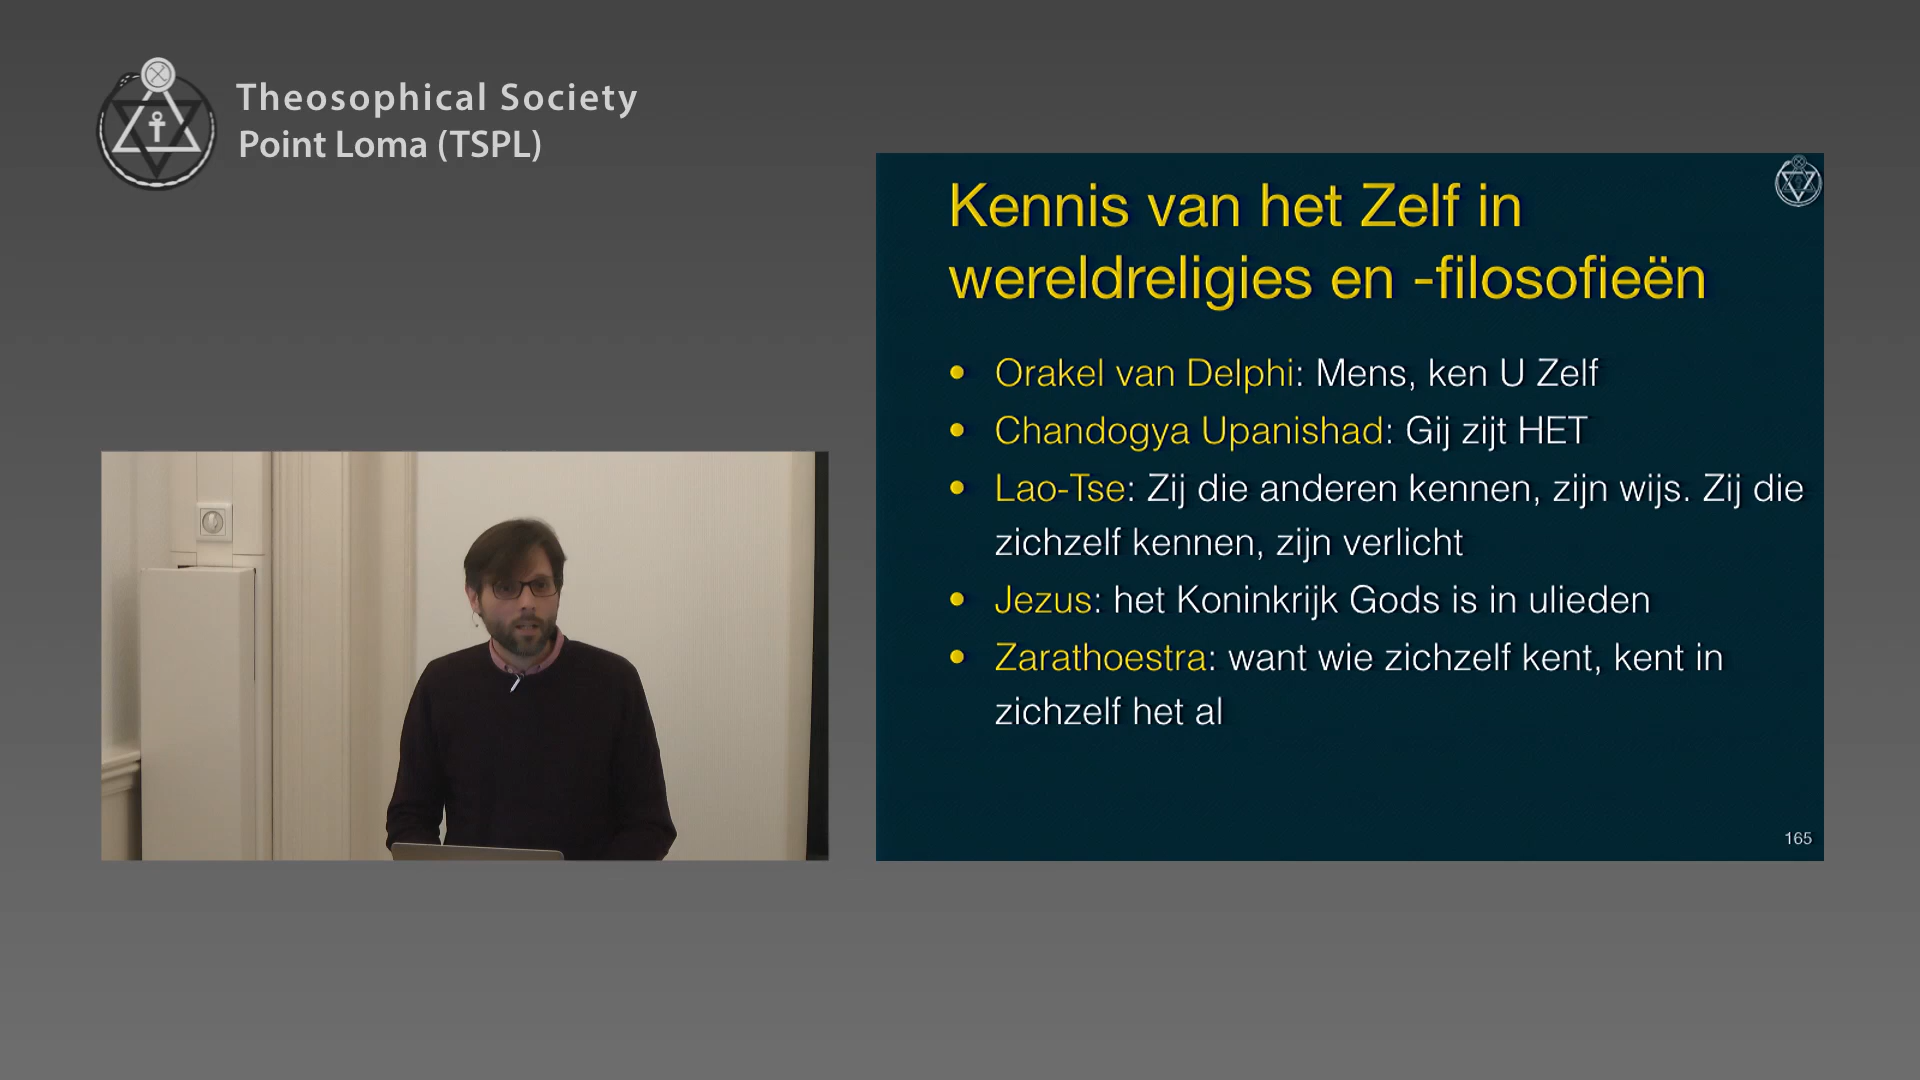 Theosophical Society
Point Loma (TSPL)
Kennis van het Zelf in
wereldreligies en -filosofieën
• Orakel van Delphi: Mens, ken U Zelf
• Chandogya Upanishad: Gij zijt HET
• Lao-Tse: Zij die anderen kennen, zijn wijs. Zij die
zichzelf kennen, zijn verlicht
• Jezus: het Koninkrijk Gods is in ulieden
• Zarathoestra: want wie zichzelf kent, kent in
zichzelf het al
165